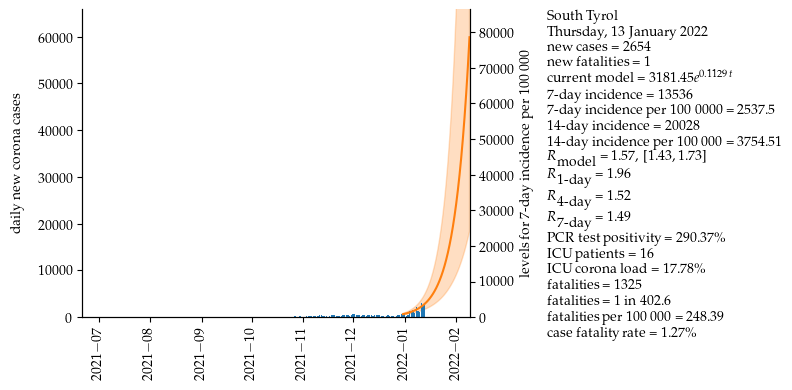 60000
50000
40000
30000
20000
10000
0
daily new corona cases
80000
70000
60000
50000
40000
30000
20000
10000
0
levels for 7-day incidence per 100 000
2021−07
2021−08
2021−09
2021−10
2021−11
2021−12
2022−01
2022−02
South Tyrol
Thursday, 13 January 2022
new cases = 2654
new fatalities = 1
current model = 3181.45e^0.1129 t
7-day incidence = 13536
7-day incidence per 100 0000 = 2537.5
14-day incidence = 20028
14-day incidence per 100 000 = 3754.51
R_model = 1.57, [1.43, 1.73]
R_1-day = 1.96
R_4-day = 1.52
R_7-day = 1.49
PCR test positivity = 290.37%
ICU patients = 16
ICU corona load = 17.78%
fatalities = 1325
fatalities = 1 in 402.6
fatalities per 100 000 = 248.39
case fatality rate = 1.27%